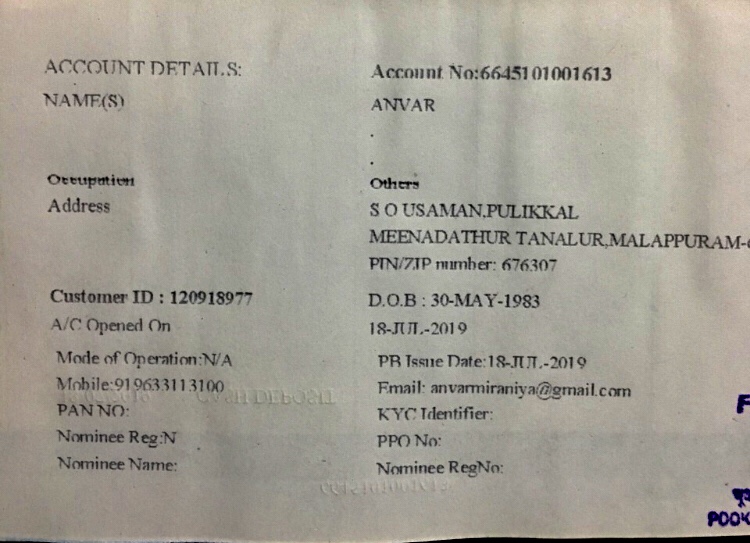 ACCOUNT DETAILS:
Account No:6645101001613
NAME(S)
ANVAR
.
.
Occupation
Others
Address
S O USAMAN,PULIKKAL
MEENADATHUR TANALUR,MALAPPURAM-
PIN/ZIP number: 676307
Customer ID : 120918977
D.O.B : 30-MAY-1983
A/C Opened On
18-JUL-2019
Mode of Operation:N/A
PB Issue Date:18-JUL-2019
Mobile:919633113100
Email: anvarmiraniya@gmail.com
PAN NO:
KYC Identifier:
Nominee Reg:N
PPO No:
Nominee Name:
Nominee RegNo:
F
POOK